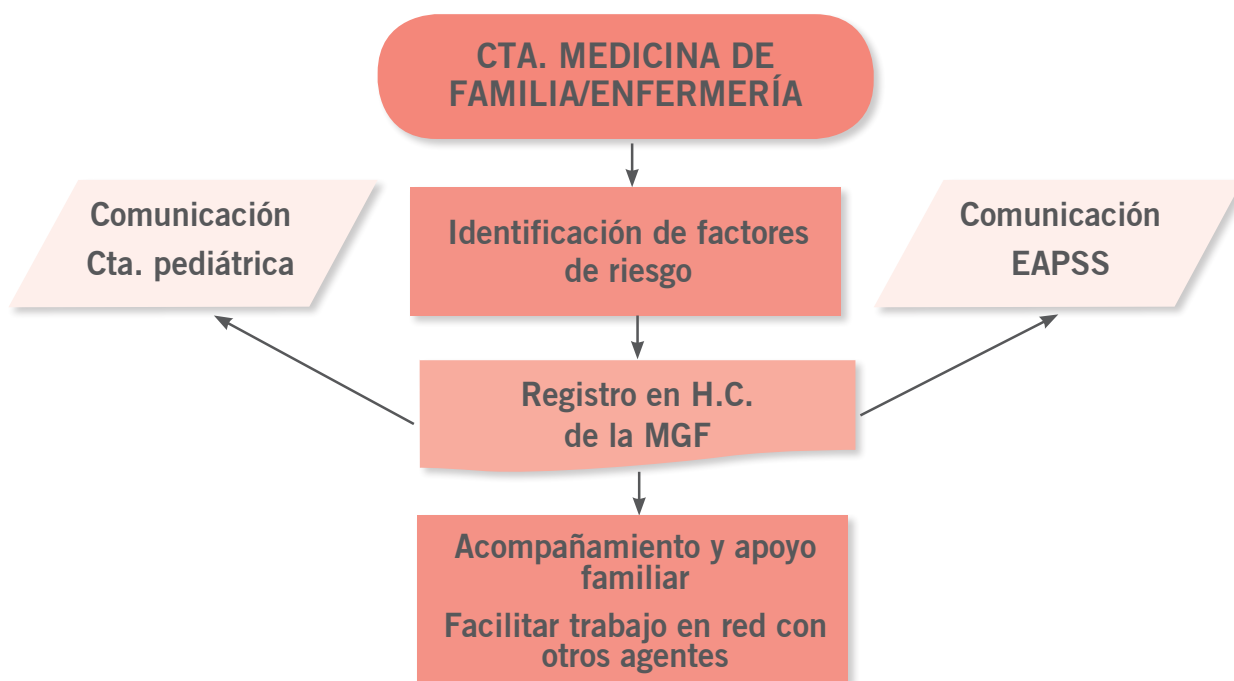 CTA. MEDICINA DE
FAMILIA/ENFERMERÍA
Comunicación
Cta. pediátrica
Identificación de factores
de riesgo
Comunicación
EAPSS
Registro en H.C.
de la MGF
Acompañamiento y apoyo
familiar
Facilitar trabajo en red con
otros agentes